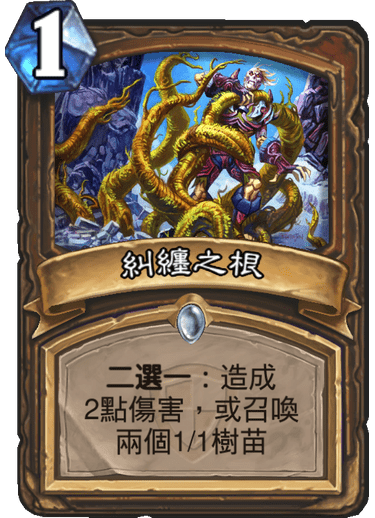 1
糾纏之根
二選一：造成
2點傷害，或召喚
兩個1/1樹苗